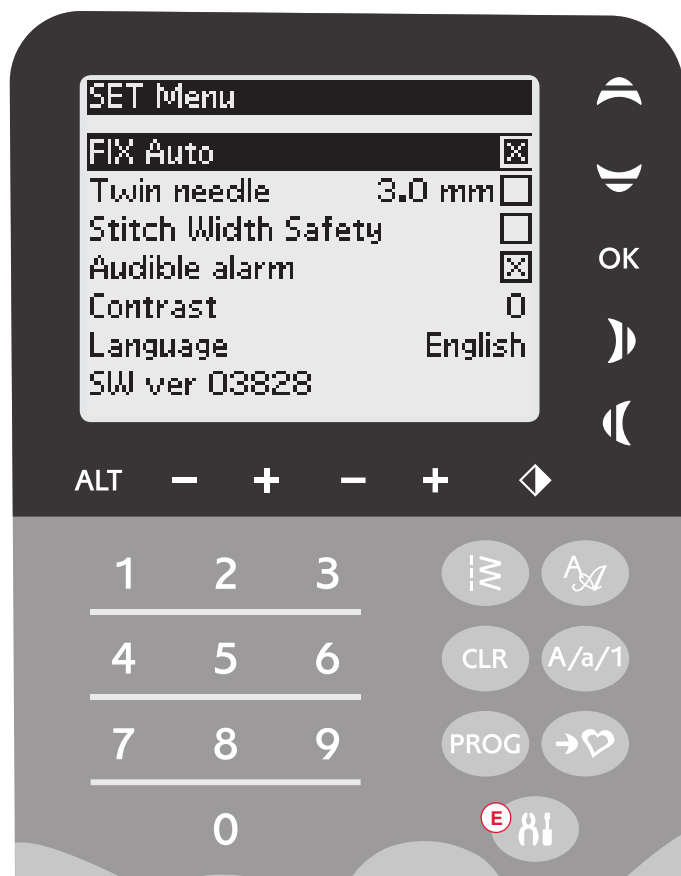 SET Menu
FIX Auto
Twin needle 3.0 mm
Stitch Width Safety
Audible alarm
Contrast 0
Language English
SW ver 03828
OK
ALT - + - +
1 2 3
4 5 6 CLR A/a/1
7 8 9 PROG
0 E